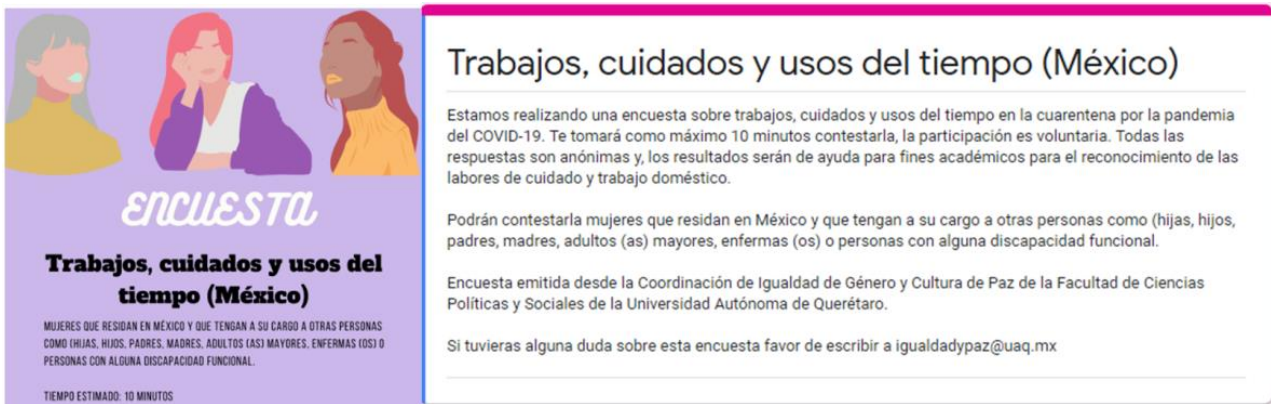 ENCUESTA
Trabajos, cuidados y usos del
tiempo (México)
MUJERES QUE RESIDAN EN MÉXICO Y QUE TENGAN A SU CARGO A OTRAS PERSONAS
COMO (HIJAS, HIJOS, PADRES, MADRES, ADULTOS (AS) MAYORES, ENFERMAS (OS) O
PERSONAS CON ALGUNA DISCAPACIDAD FUNCIONAL.
TIEMPO ESTIMADO: 10 MINUTOS
Trabajos, cuidados y usos del tiempo (México)
Estamos realizando una encuesta sobre trabajos, cuidados y usos del tiempo en la cuarentena por la pandemia
del COVID-19. Te tomará como máximo 10 minutos contestarla, la participación es voluntaria. Todas las
respuestas son anónimas y, los resultados serán de ayuda para fines académicos para el reconocimiento de las
labores de cuidado y trabajo doméstico.
Podrán contestarla mujeres que residan en México y que tengan a su cargo a otras personas como (hijas, hijos,
padres, madres, adultos (as) mayores, enfermas (os) o personas con alguna discapacidad funcional.
Encuesta emitida desde la Coordinación de Igualdad de Género y Cultura de Paz de la Facultad de Ciencias
Políticas y Sociales de la Universidad Autónoma de Querétaro.
Si tuvieras alguna duda sobre esta encuesta favor de escribir a igualdadypaz@uaq.mx